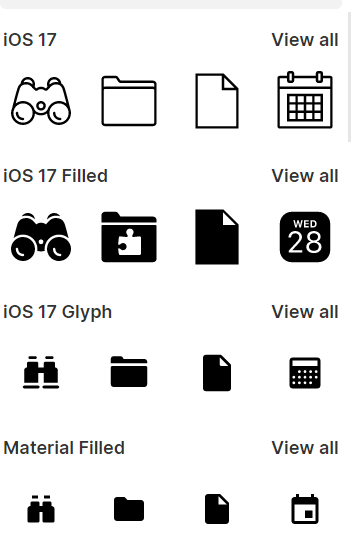 iOS 17 View all
iOS 17 Filled View all
WED
28
iOS 17 Glyph View all
Material Filled View all